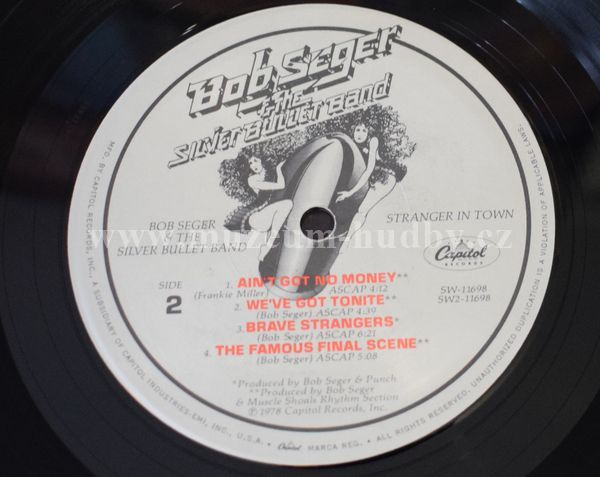 Bob Seger
& the
Silver Bullet Band
BOB SEGER
& THE
SILVER BULLET BAND
STRANGER IN TOWN
www.muzeum-hudby.cz
Capitol
RECORDS
SIDE
2
SW-11698
SW2-11698
1. AIN'T GOT NO MONEY**
(Frankie Miller) ASCAP 4:12
2. WE'VE GOT TONITE**
(Bob Seger) ASCAP 4:39
3. BRAVE STRANGERS*
(Bob Seger) ASCAP 6:21
4. THE FAMOUS FINAL SCENE**
(Bob Seger) ASCAP 5:08
*Produced by Bob Seger & Punch
**Produced by Bob Seger
& Muscle Shoals Rhythm Section
℗1978 Capitol Records, Inc.
MFD. BY CAPITOL RECORDS, INC., A SUBSIDIARY OF CAPITOL INDUSTRIES-EMI, INC., U.S.A. • Capitol MARCA REG. • ALL RIGHTS RESERVED. UNAUTHORIZED DUPLICATION IS A VIOLATION OF APPLICABLE LAWS.